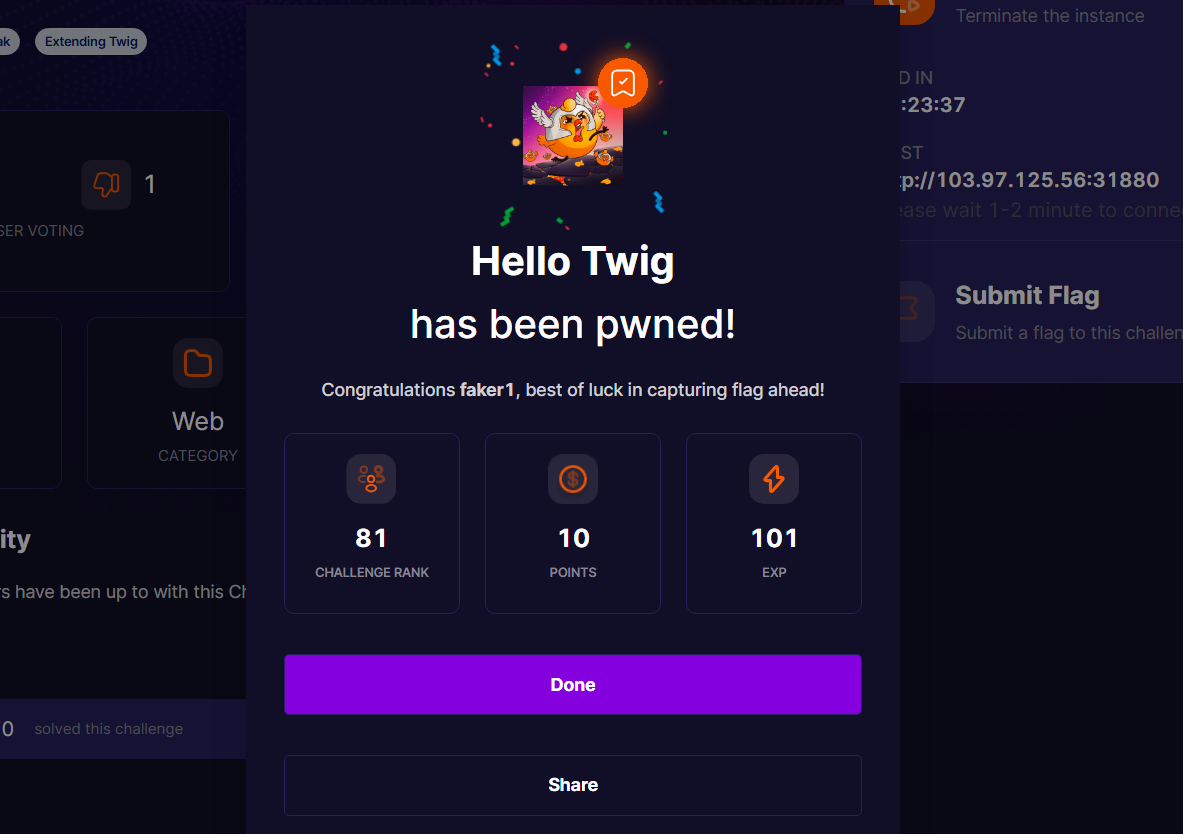 ak
Extending Twig
1
SER VOTING
Web
CATEGORY
ity
s have been up to with this Ch
0
solved this challenge
Hello Twig
has been pwned!
Congratulations faker1, best of luck in capturing flag ahead!
81
CHALLENGE RANK
10
POINTS
101
EXP
Done
Share
Terminate the instance
D IN
:23:37
ST
tp://103.97.125.56:31880
ease wait 1-2 minute to conne
Submit Flag
Submit a flag to this challen